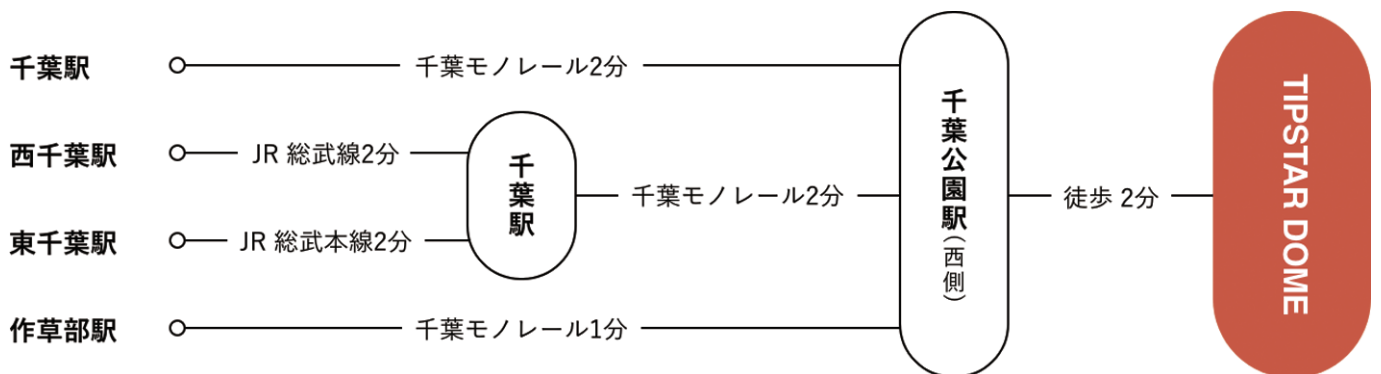 千葉駅
千葉モノレール2分
西千葉駅
JR 総武線2分
東千葉駅
JR 総武本線2分
千葉駅
千葉モノレール2分
作草部駅
千葉モノレール1分
千葉公園駅(西側)
徒歩 2分
TIPSTAR DOME